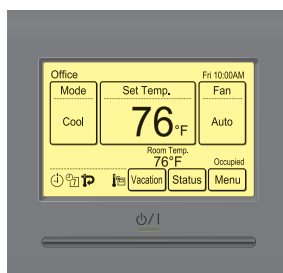 Office Fri 10:00AM
Mode Set Temp. Fan
Cool 76°F Auto
Room Temp.
76°F Occupied
Vacation Status Menu
⏻/I